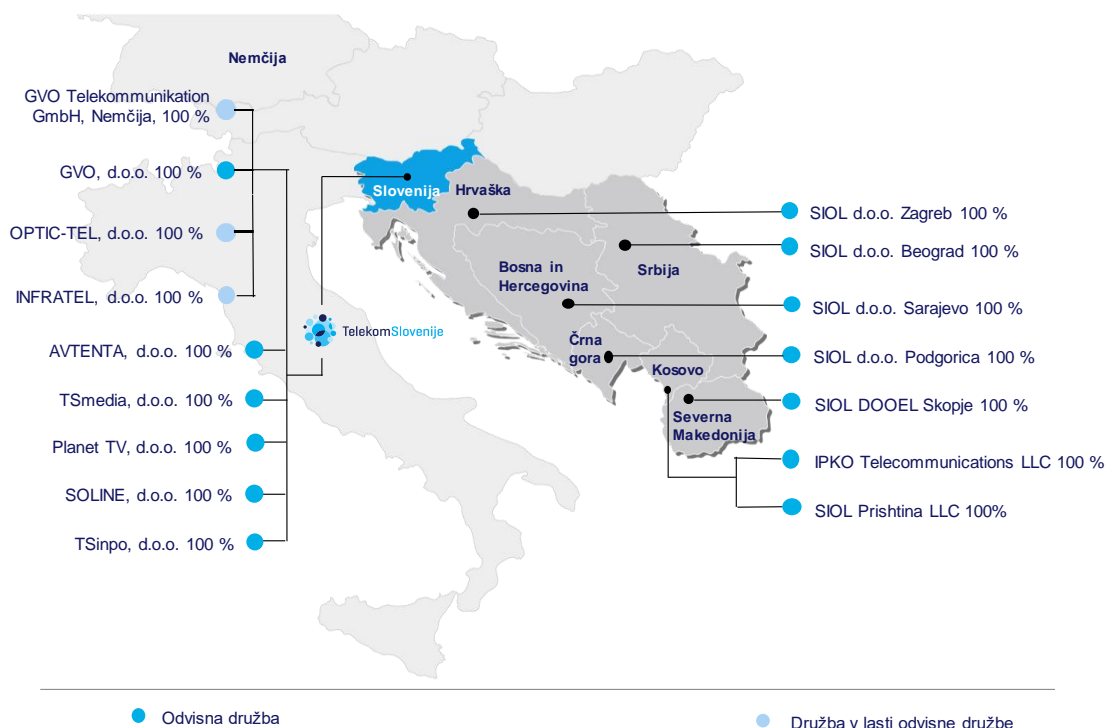 Nemčija
GVO Telekommunikation
GmbH, Nemčija, 100 %
GVO, d.o.o. 100 %
OPTIC-TEL, d.o.o. 100 %
INFRATEL, d.o.o. 100 %
AVTENTA, d.o.o. 100 %
TSmedia, d.o.o. 100 %
Planet TV, d.o.o. 100 %
SOLINE, d.o.o. 100 %
TSinpo, d.o.o. 100 %
TelekomSlovenije
Slovenija
Hrvaška
Bosna in
Hercegovina
Srbija
Črna
gora
Kosovo
Severna
Makedonija
SIOL d.o.o. Zagreb 100 %
SIOL d.o.o. Beograd 100 %
SIOL d.o.o. Sarajevo 100 %
SIOL d.o.o. Podgorica 100 %
SIOL DOOEL Skopje 100 %
IPKO Telecommunications LLC 100 %
SIOL Prishtina LLC 100%
Odvisna družba
Družba v lasti odvisne družbe